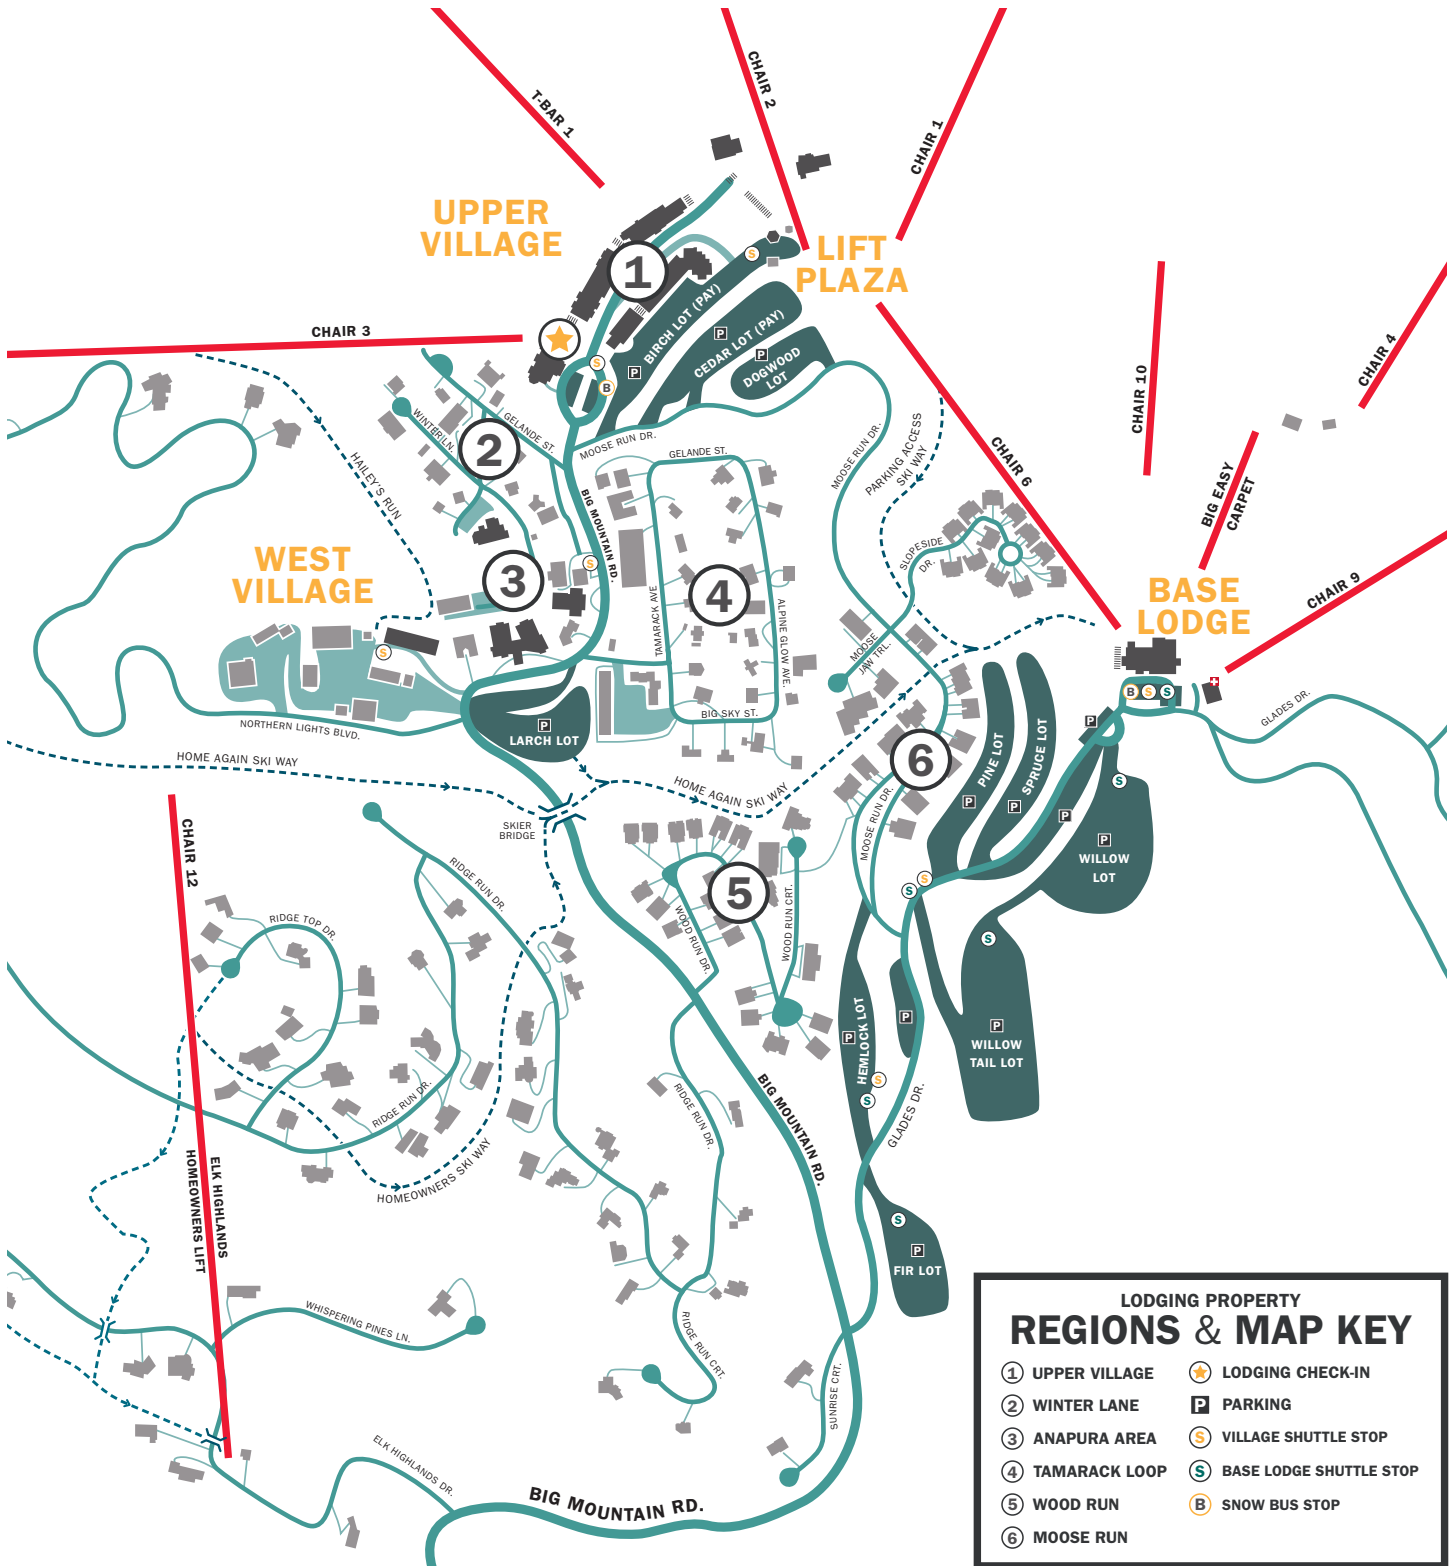 T-BAR 1
CHAIR 2
CHAIR 1
UPPER
VILLAGE
LIFT
PLAZA
1
S
CHAIR 3
BIRCH LOT (PAY)
CEDAR LOT (PAY)
DOGWOOD
LOT
P
P
P
S
B
CHAIR 10
CHAIR 4
BIG EASY
CARPET
CHAIR 6
CHAIR 9
WINTER LN.
GELANDE ST.
2
MOOSE RUN DR.
GELANDE ST.
MOOSE RUN DR.
PARKING ACCESS
SKI WAY
HAILEY'S RUN
BIG MOUNTAIN RD.
SLOPESIDE
DR.
WEST
VILLAGE
3
S
4
TAMARACK AVE
ALPINE GLOW AVE.
BASE
LODGE
MOOSE
JAW TRL.
S
B
S
S
NORTHERN LIGHTS BLVD.
BIG SKY ST.
P
LARCH LOT
GLADES DR.
HOME AGAIN SKI WAY
HOME AGAIN SKI WAY
6
PINE LOT
SPRUCE LOT
P
P
P
P
S
P
WILLOW
LOT
SKIER
BRIDGE
MOOSE RUN DR.
CHAIR 12
RIDGE RUN DR.
RIDGE TOP DR.
5
WOOD RUN DR.
WOOD RUN CRT.
S
S
S
HEMLOCK LOT
P
P
P
WILLOW
TAIL LOT
S
S
RIDGE RUN DR.
RIDGE RUN DR.
BIG MOUNTAIN RD.
GLADES DR.
HOMEOWNERS SKI WAY
ELK HIGHLANDS
HOMEOWNERS LIFT
S
P
FIR LOT
WHISPERING PINES LN.
RIDGE RUN CRT.
SUNRISE CRT.
ELK HIGHLANDS DR.
BIG MOUNTAIN RD.
LODGING PROPERTY
REGIONS & MAP KEY
1 UPPER VILLAGE
2 WINTER LANE
3 ANAPURA AREA
4 TAMARACK LOOP
5 WOOD RUN
6 MOOSE RUN
LODGING CHECK-IN
P PARKING
S VILLAGE SHUTTLE STOP
S BASE LODGE SHUTTLE STOP
B SNOW BUS STOP